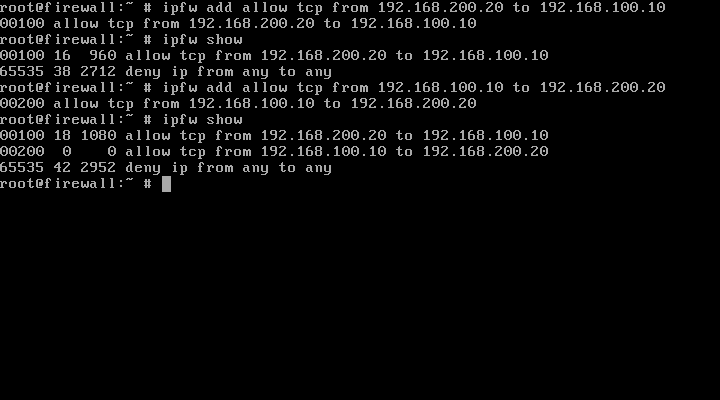 root@firewall:~ # ipfw add allow tcp from 192.168.200.20 to 192.168.100.10
00100 allow tcp from 192.168.200.20 to 192.168.100.10
root@firewall:~ # ipfw show
00100 16  960 allow tcp from 192.168.200.20 to 192.168.100.10
65535 38 2712 deny ip from any to any
root@firewall:~ # ipfw add allow tcp from 192.168.100.10 to 192.168.200.20
00200 allow tcp from 192.168.100.10 to 192.168.200.20
root@firewall:~ # ipfw show
00100 18 1080 allow tcp from 192.168.200.20 to 192.168.100.10
00200  0    0 allow tcp from 192.168.100.10 to 192.168.200.20
65535 42 2952 deny ip from any to any
root@firewall:~ #